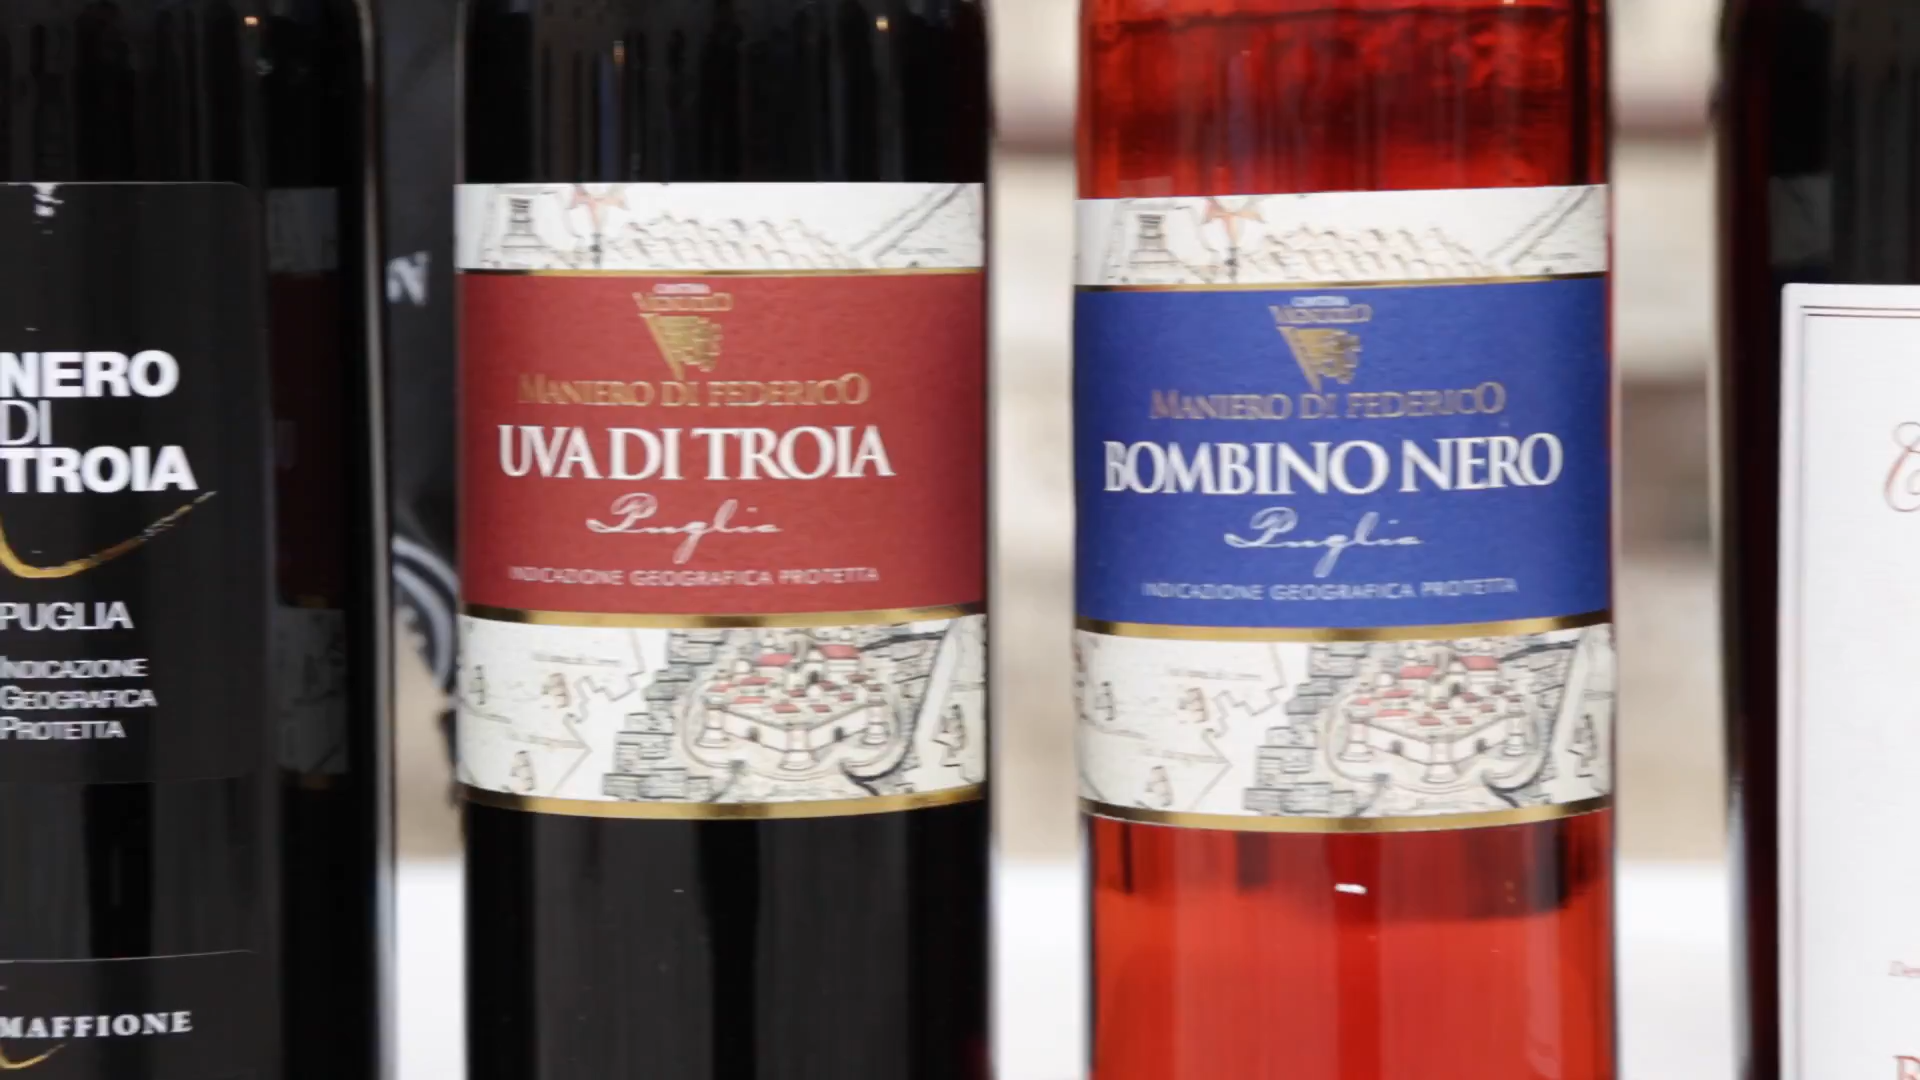 NERO
DI
TROIA
PUGLIA
INDICAZIONE
GEOGRAFICA
PROTETTA
MAFFIONE
MANIERO DI FEDERICO
UVA DI TROIA
Puglia
INDICAZIONE GEOGRAFICA PROTETTA
MANIERO DI FEDERICO
BOMBINO NERO
Puglia
INDICAZIONE GEOGRAFICA PROTETTA